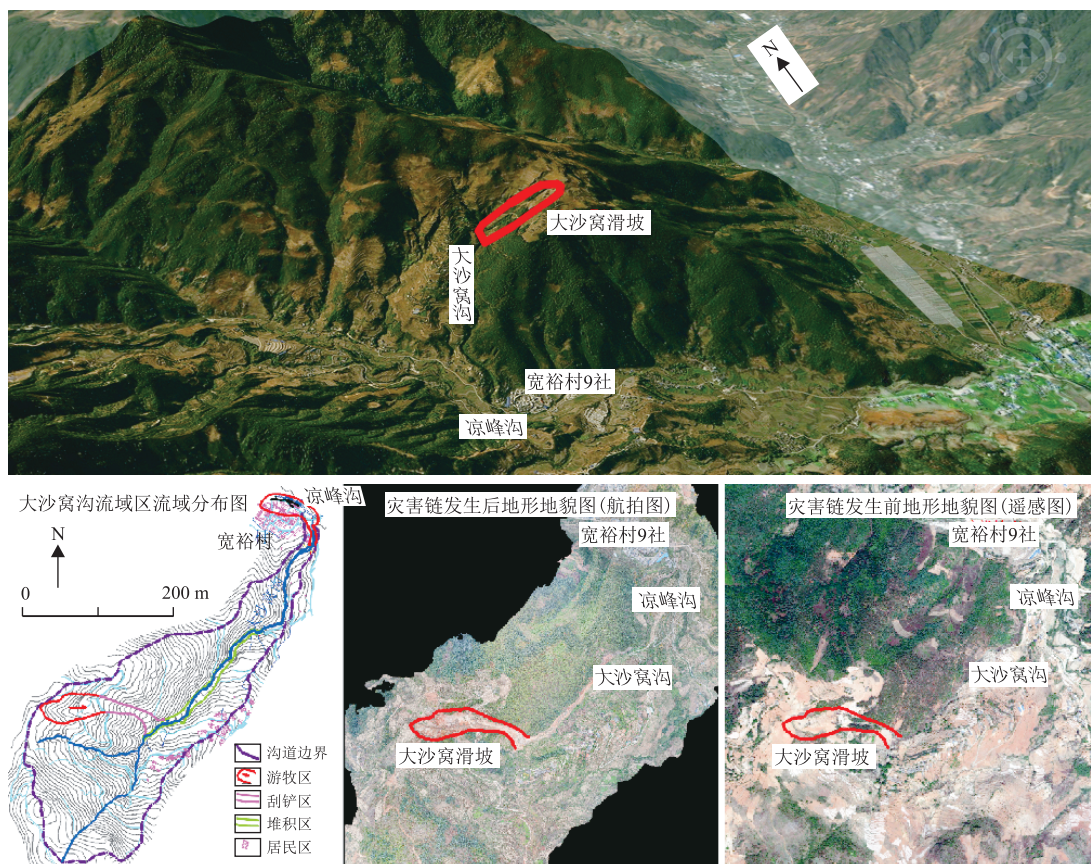 N
大沙窝滑坡
大沙窝沟
宽裕村9社
凉峰沟
大沙窝沟流域区流域分布图
凉峰沟
宽裕村
N
0
200 m
沟道边界
游牧区
刮铲区
堆积区
居民区
灾害链发生后地形地貌图(航拍图)
宽裕村9社
凉峰沟
大沙窝沟
大沙窝滑坡
灾害链发生前地形地貌图(遥感图)
宽裕村9社
凉峰沟
大沙窝沟
大沙窝滑坡